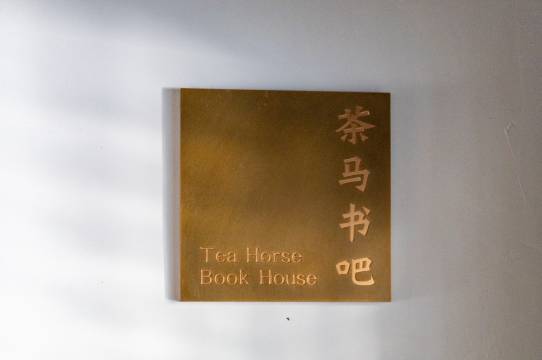 茶马书吧
Tea Horse
Book House